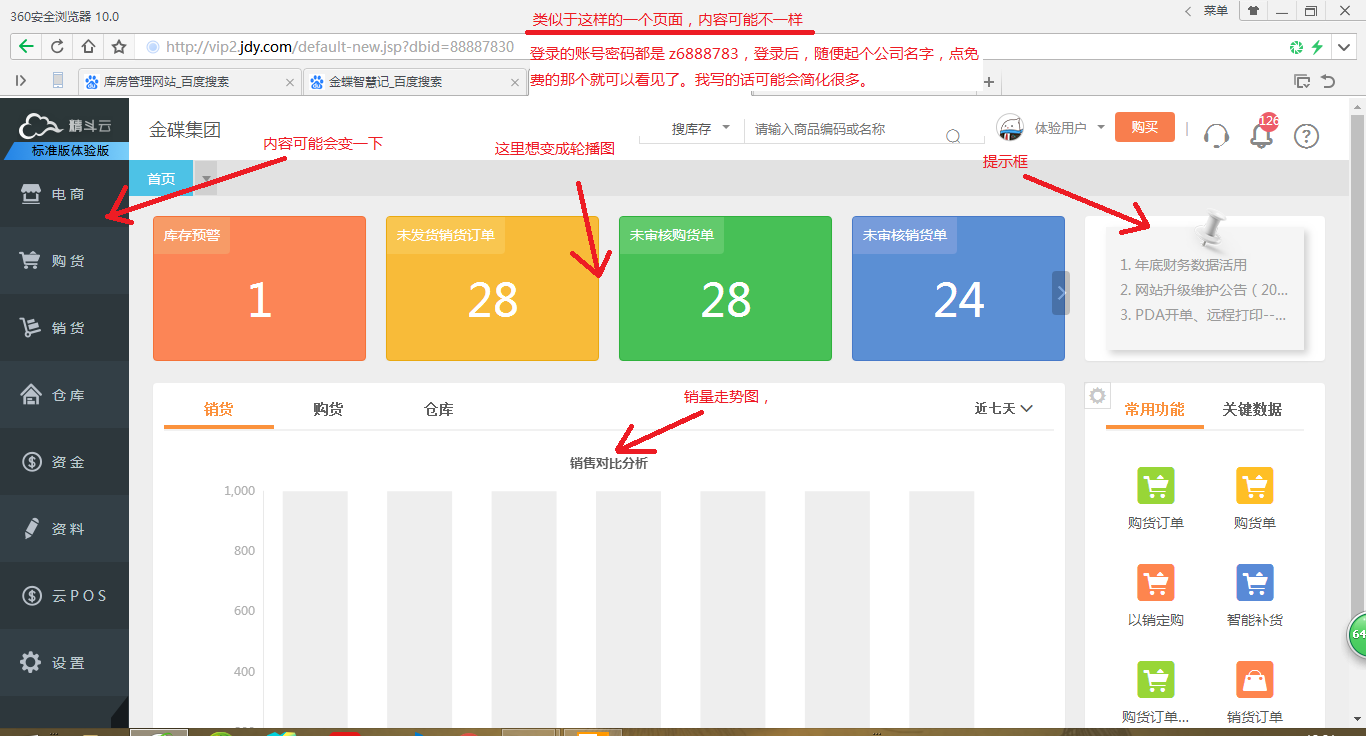 360安全浏览器 10.0
类似于这样的一个页面，内容可能不一样
菜单
http://vip2.jdy.com/default-new.jsp?dbid=88887830
登录的账号密码都是 z6888783，登录后，随便起个公司名字，点免
费的那个就可以看见了。我写的话可能会简化很多。
库房管理网站_百度搜索
金蝶智慧记_百度搜索
精斗云
标准版体验版
金碟集团
内容可能会变一下
这里想变成轮播图
搜库存
请输入商品编码或名称
体验用户
购买
126
提示框
首页
电商
购货
销货
仓库
资金
资料
云POS
设置
库存预警
1
未发货销货订单
28
未审核购货单
28
未审核销货单
24
1. 年底财务数据活用
2. 网站升级维护公告（20...
3. PDA开单、远程打印--...
销货
购货
仓库
销量走势图，
近七天
常用功能
关键数据
销售对比分析
1,000
800
600
400
购货订单
购货单
以销定购
智能补货
购货订单...
销货订单
64